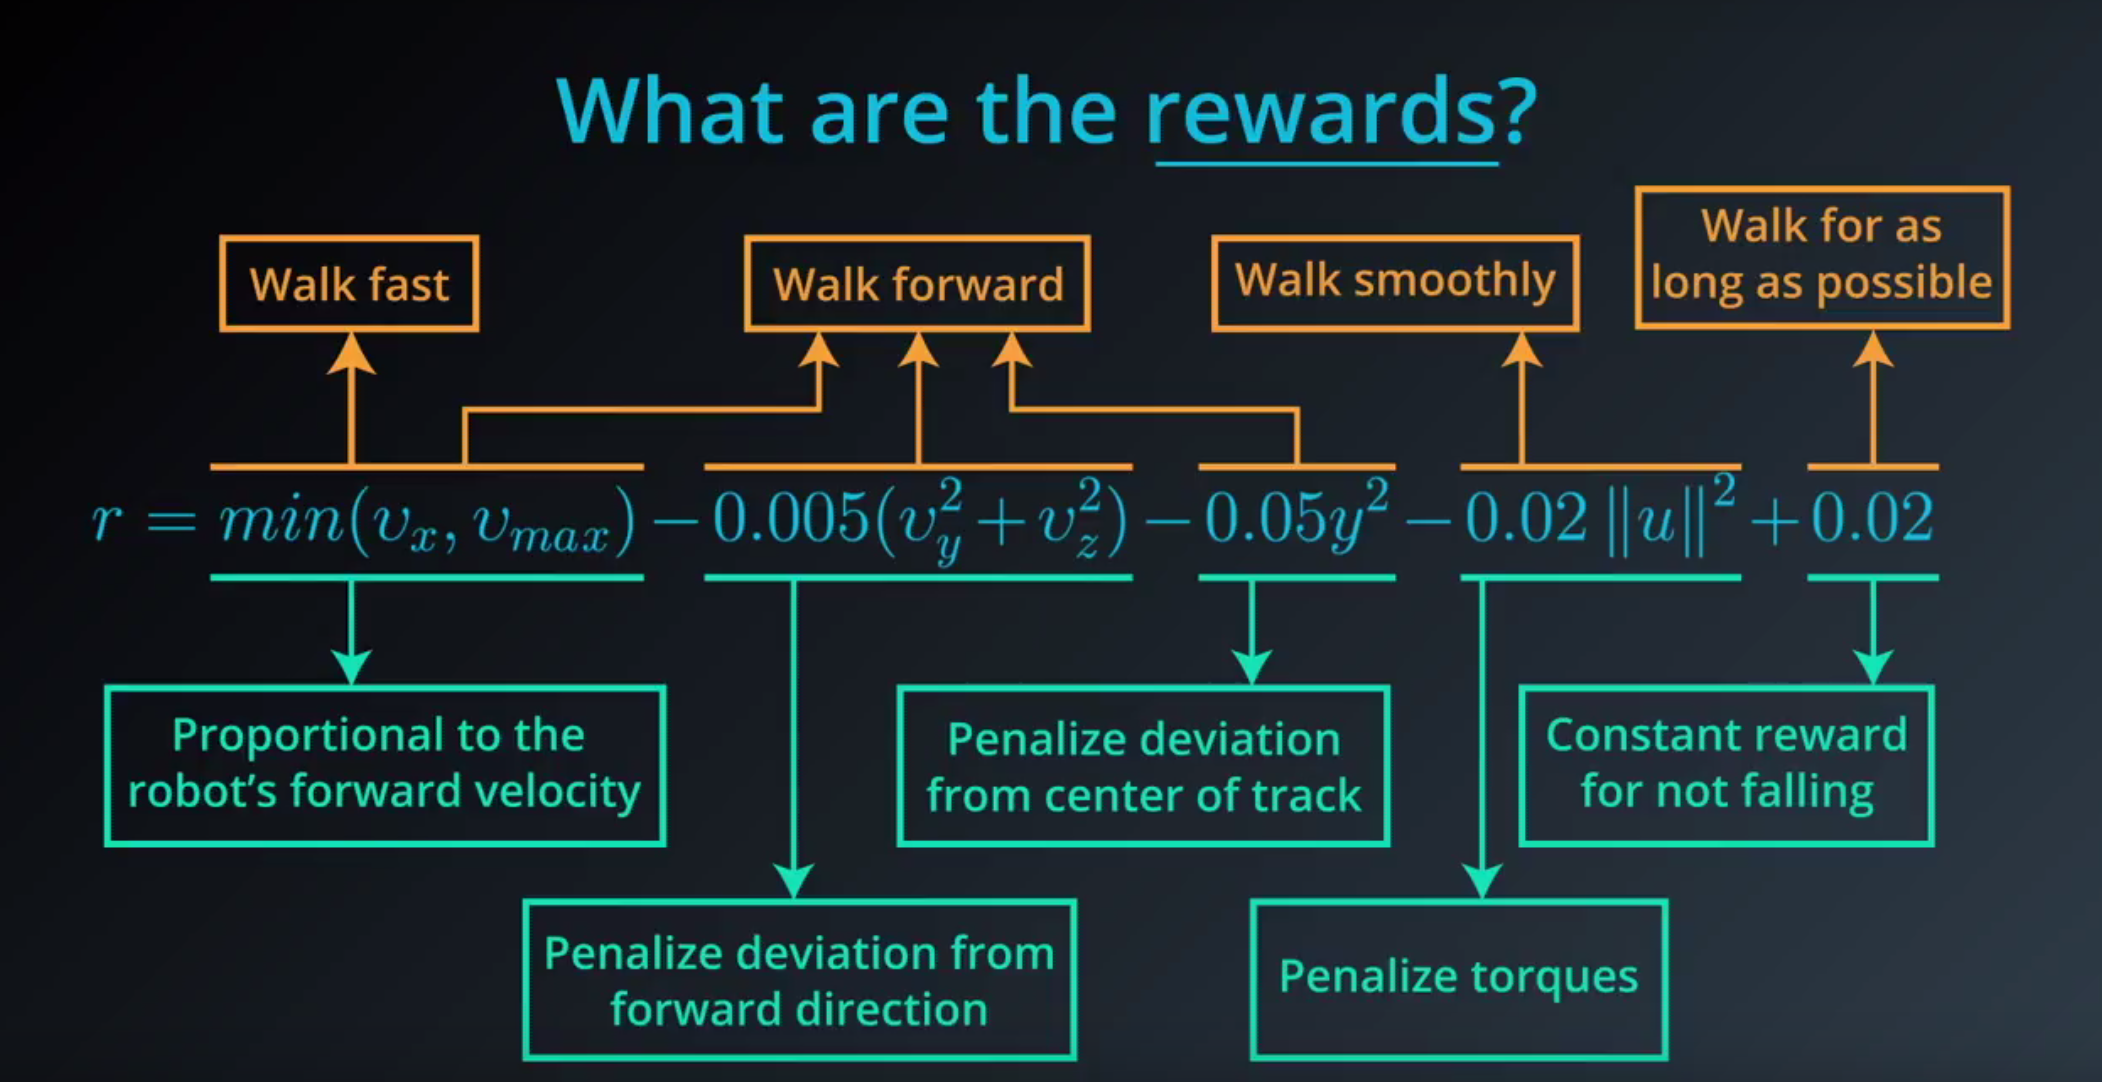 What are the rewards?
Walk fast
Walk forward
Walk smoothly
Walk for as
long as possible
r = min(v_x, v_max) − 0.005(v_y^2 + v_z^2) − 0.05y^2 − 0.02 ‖u‖^2 + 0.02
Proportional to the
robot's forward velocity
Penalize deviation
from center of track
Constant reward
for not falling
Penalize deviation from
forward direction
Penalize torques